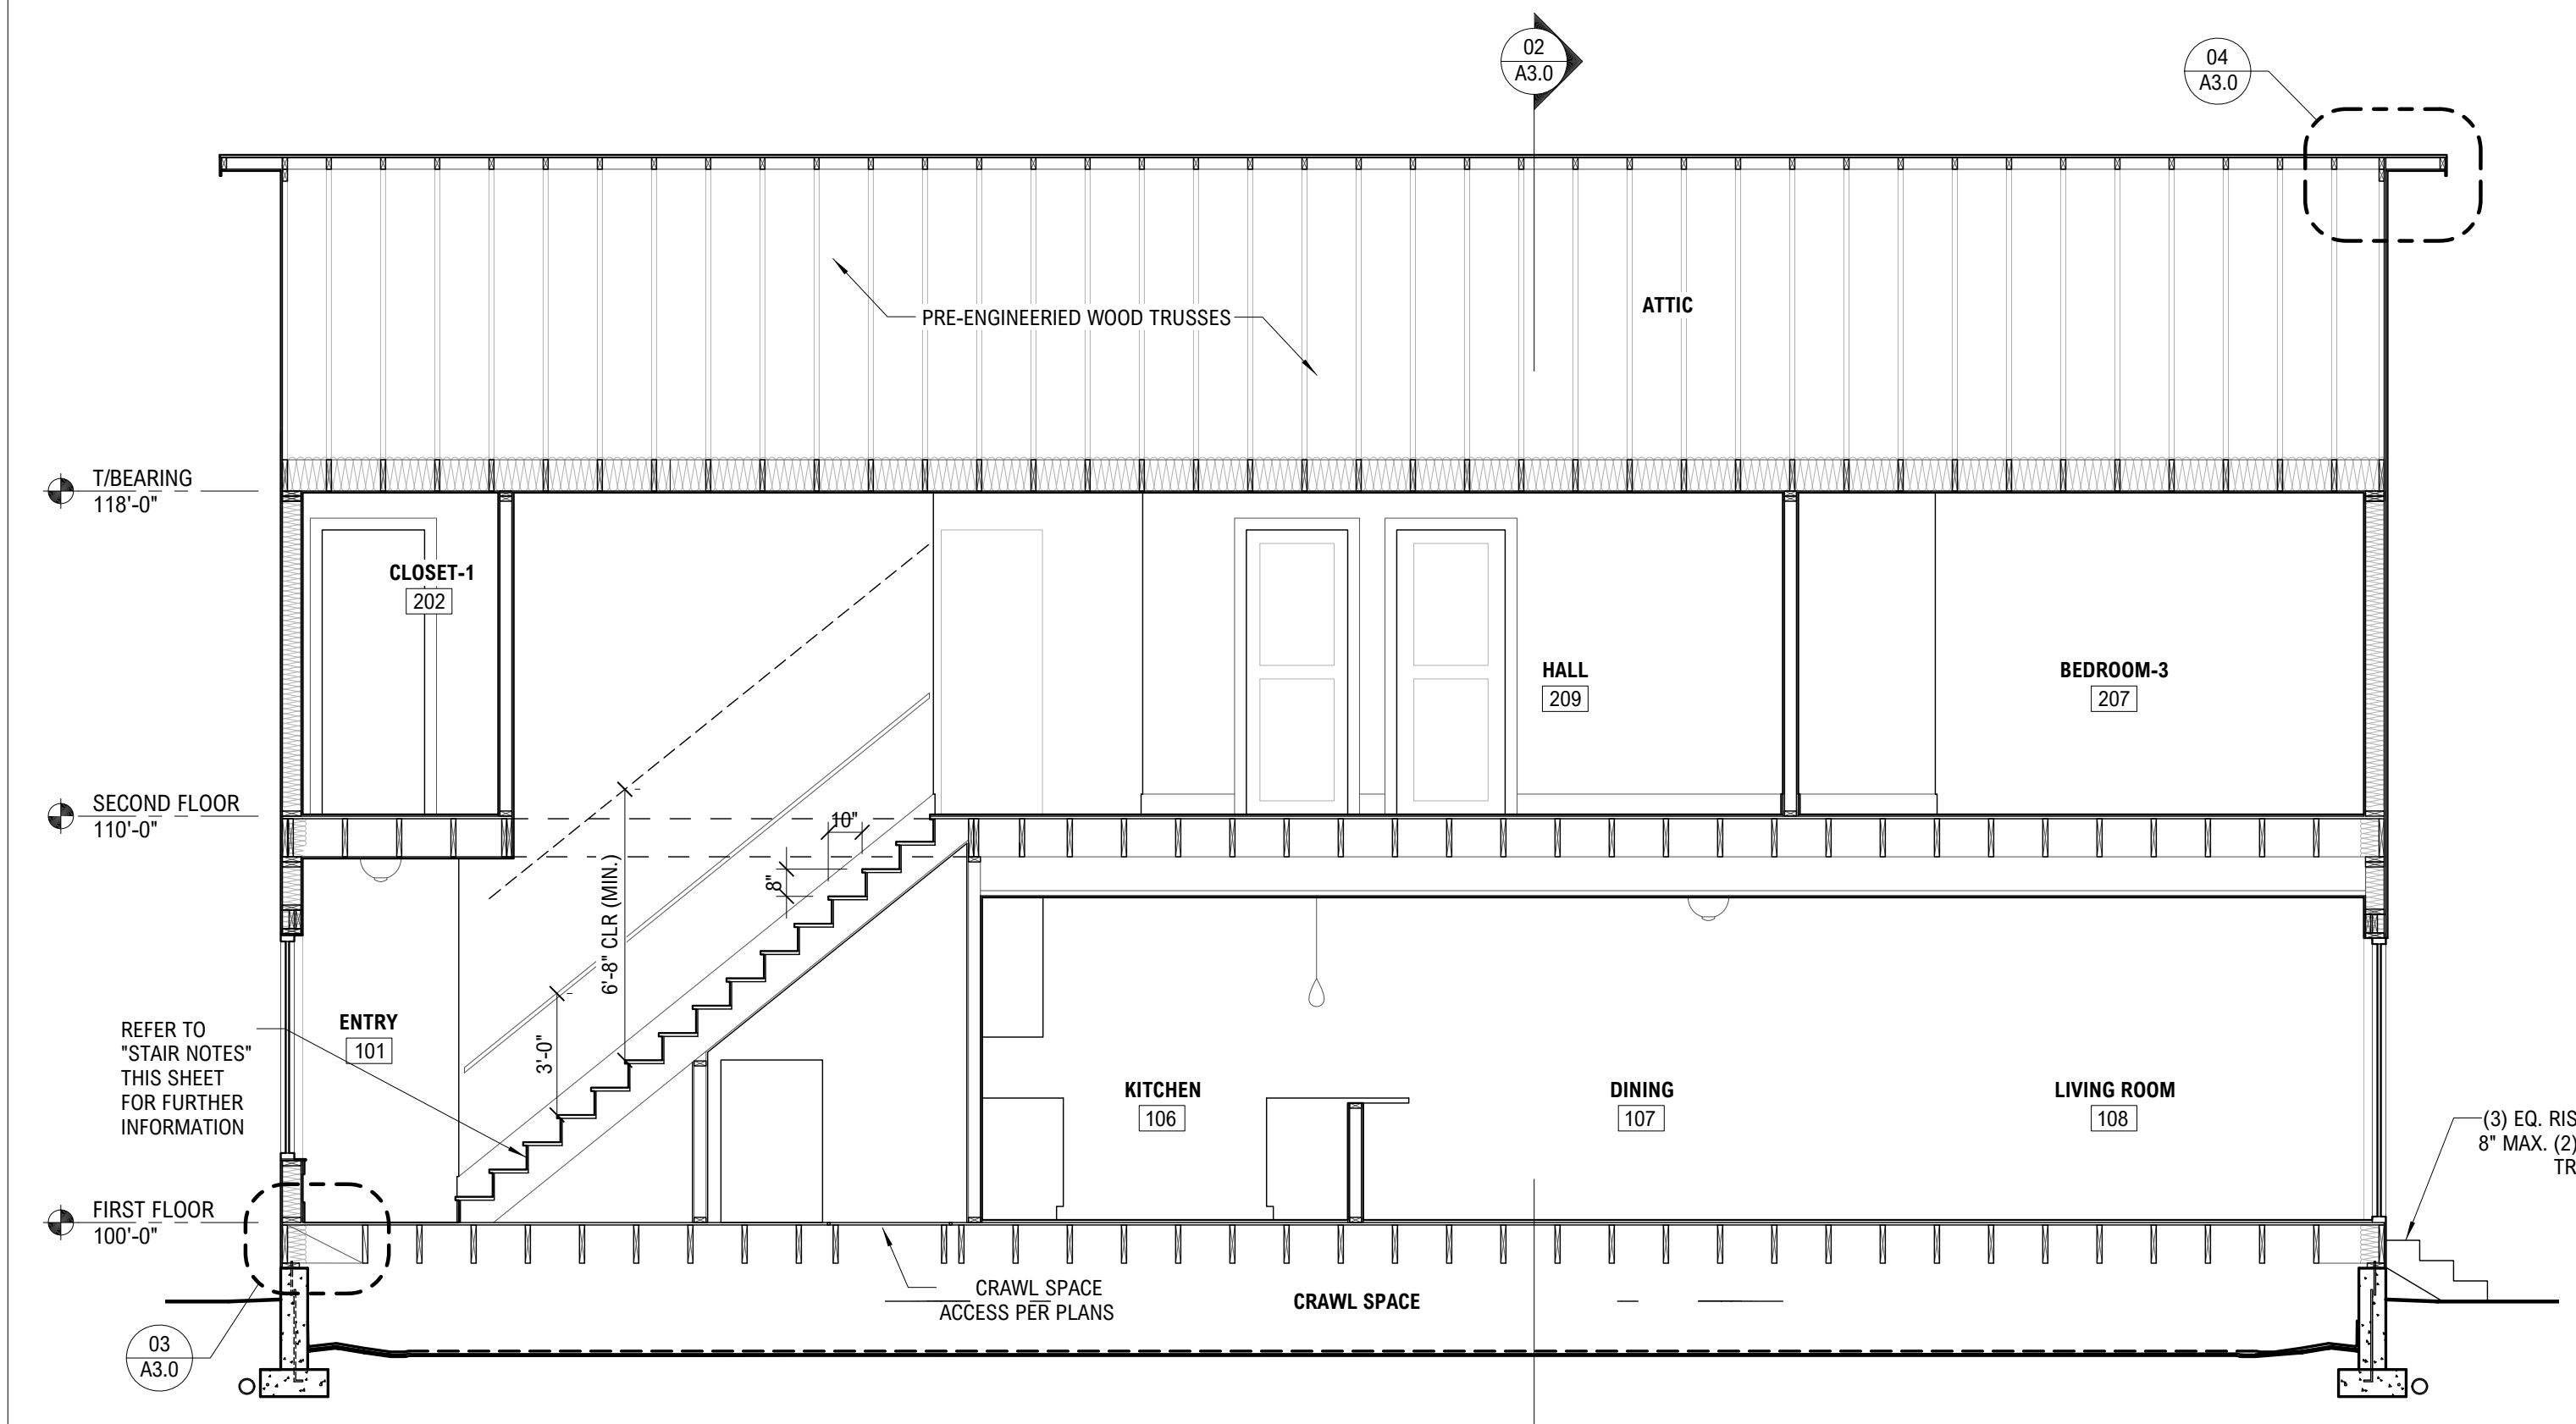 02
A3.0
04
A3.0
PRE-ENGINEERIED WOOD TRUSSES
ATTIC
T/BEARING
118'-0"
CLOSET-1
202
HALL
209
BEDROOM-3
207
SECOND FLOOR
110'-0"
10"
8"
6'-8" CLR (MIN.)
3'-0"
REFER TO
"STAIR NOTES"
THIS SHEET
FOR FURTHER
INFORMATION
ENTRY
101
KITCHEN
106
DINING
107
LIVING ROOM
108
(3) EQ. RIS
8" MAX. (2)
TR
FIRST FLOOR
100'-0"
CRAWL SPACE
ACCESS PER PLANS
CRAWL SPACE
03
A3.0